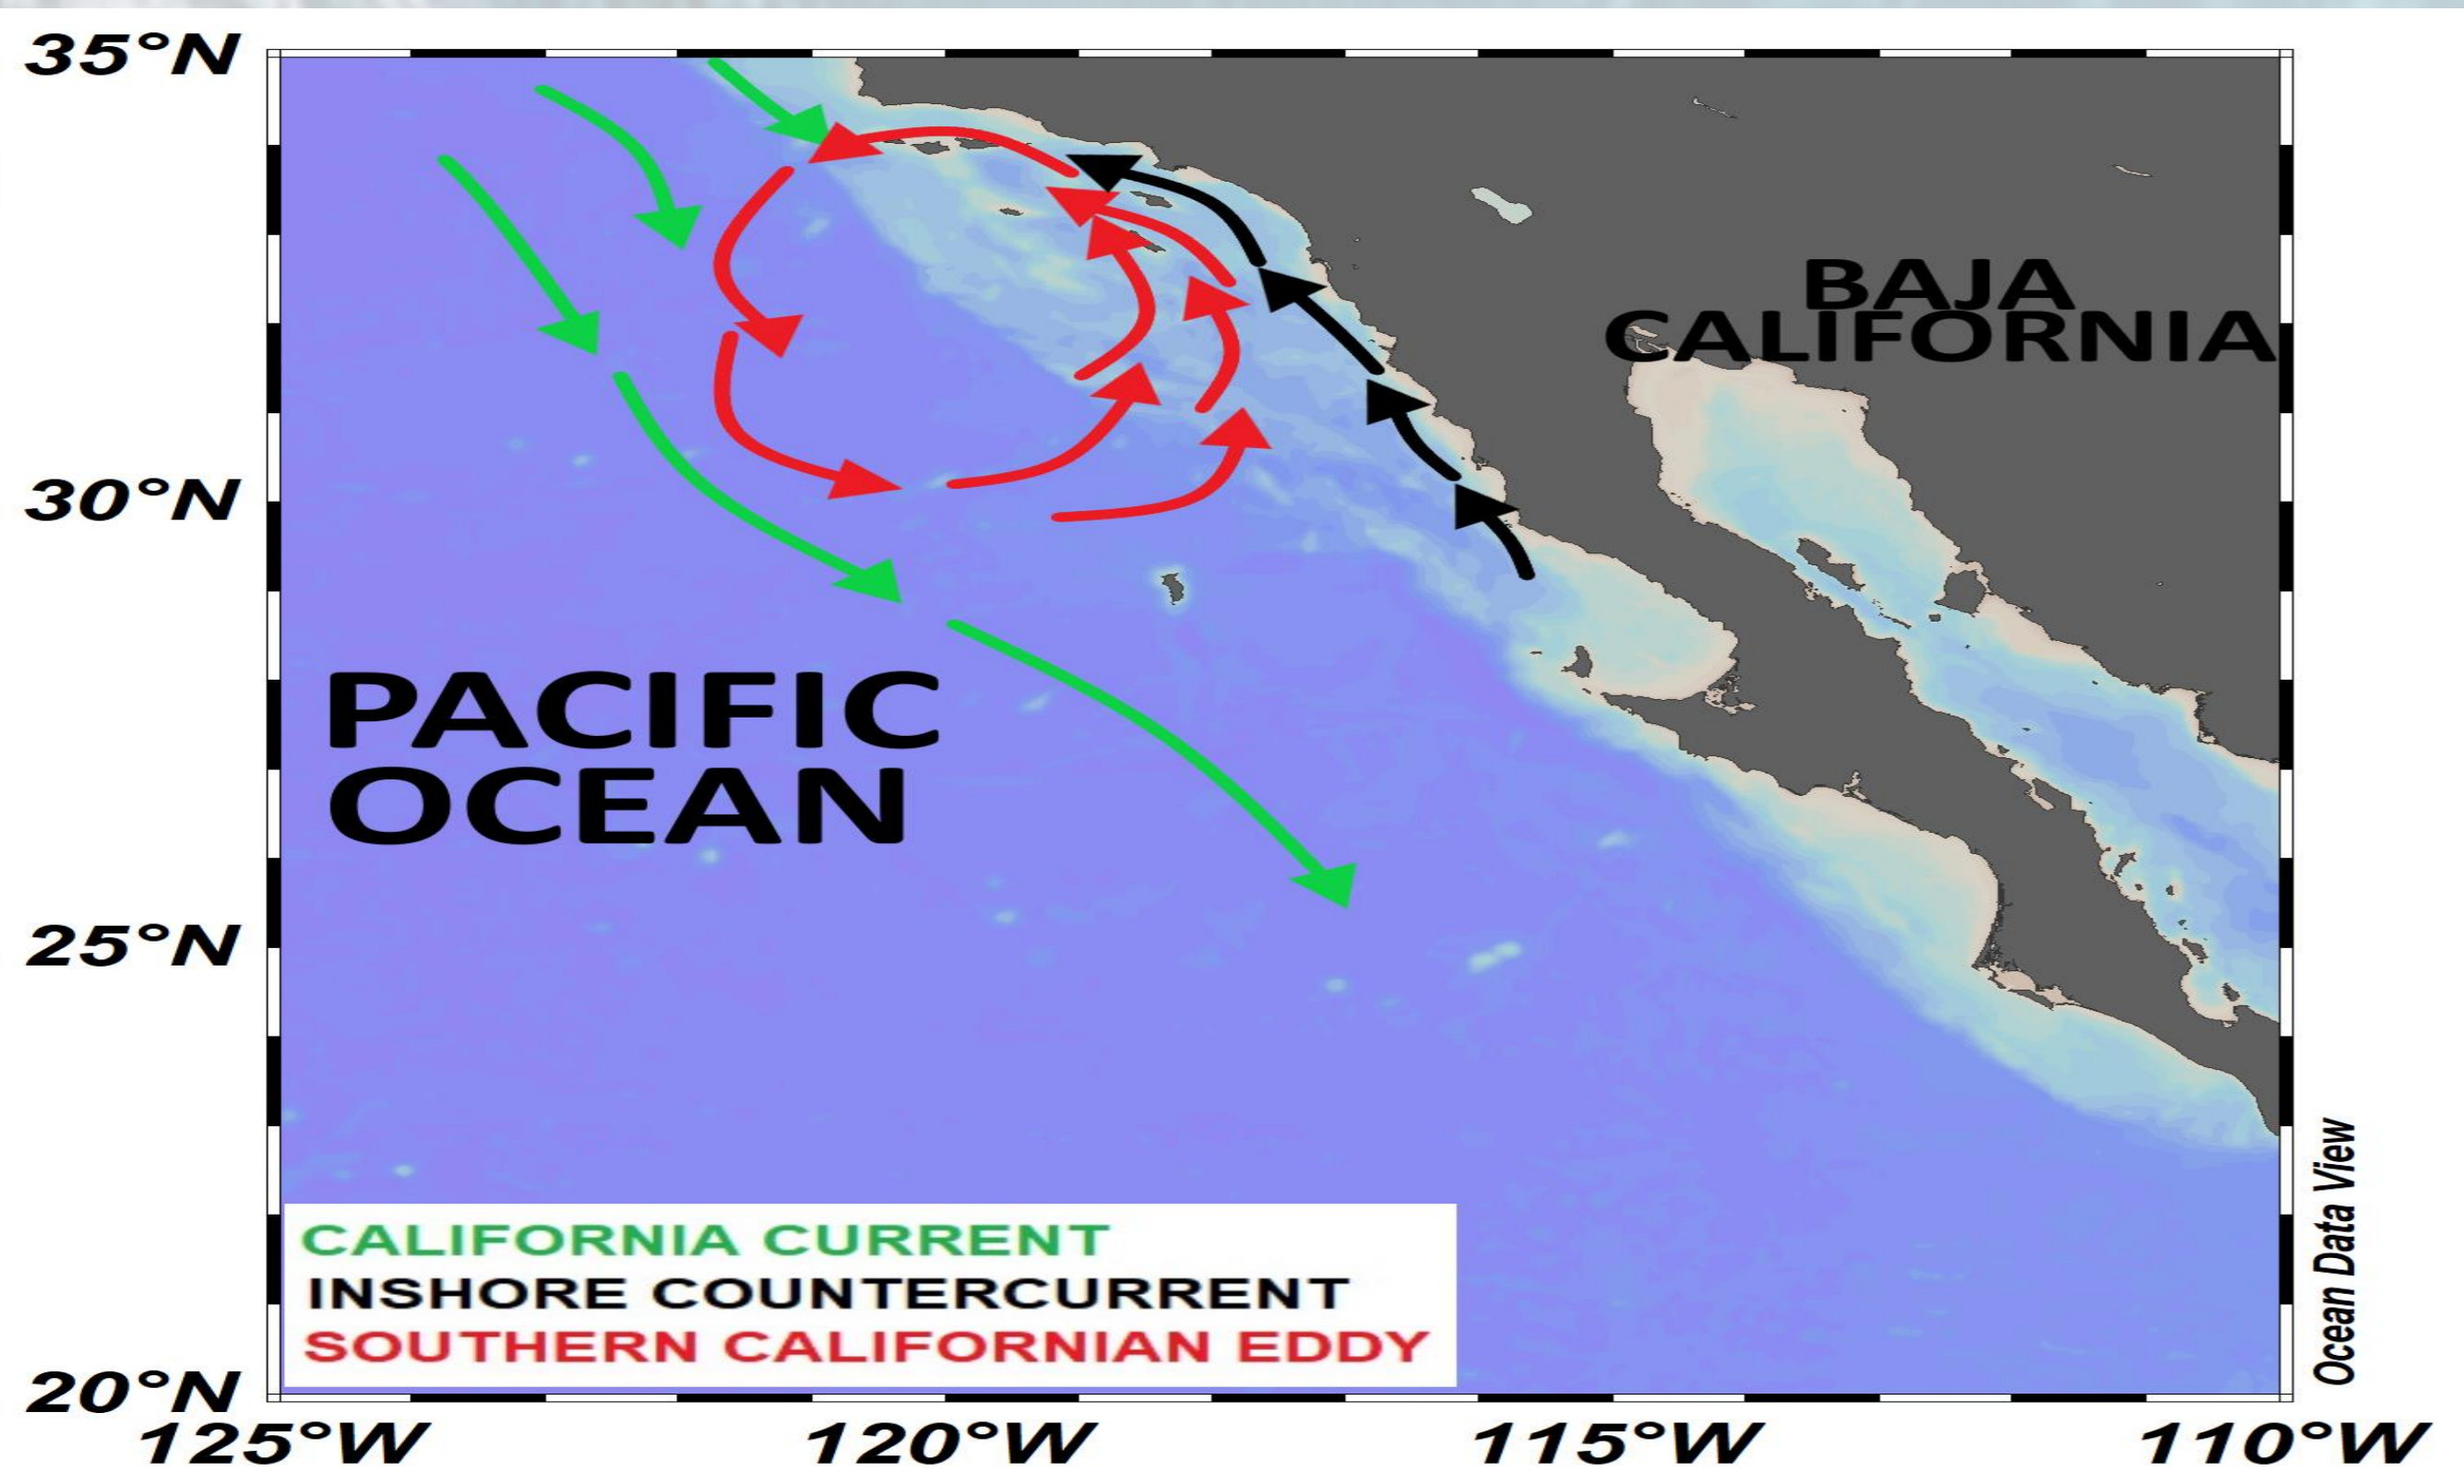 35°N
BAJA
CALIFORNIA
30°N
PACIFIC
OCEAN
25°N
CALIFORNIA CURRENT
INSHORE COUNTERCURRENT
SOUTHERN CALIFORNIAN EDDY
Ocean Data View
20°N
125°W 120°W 115°W 110°W